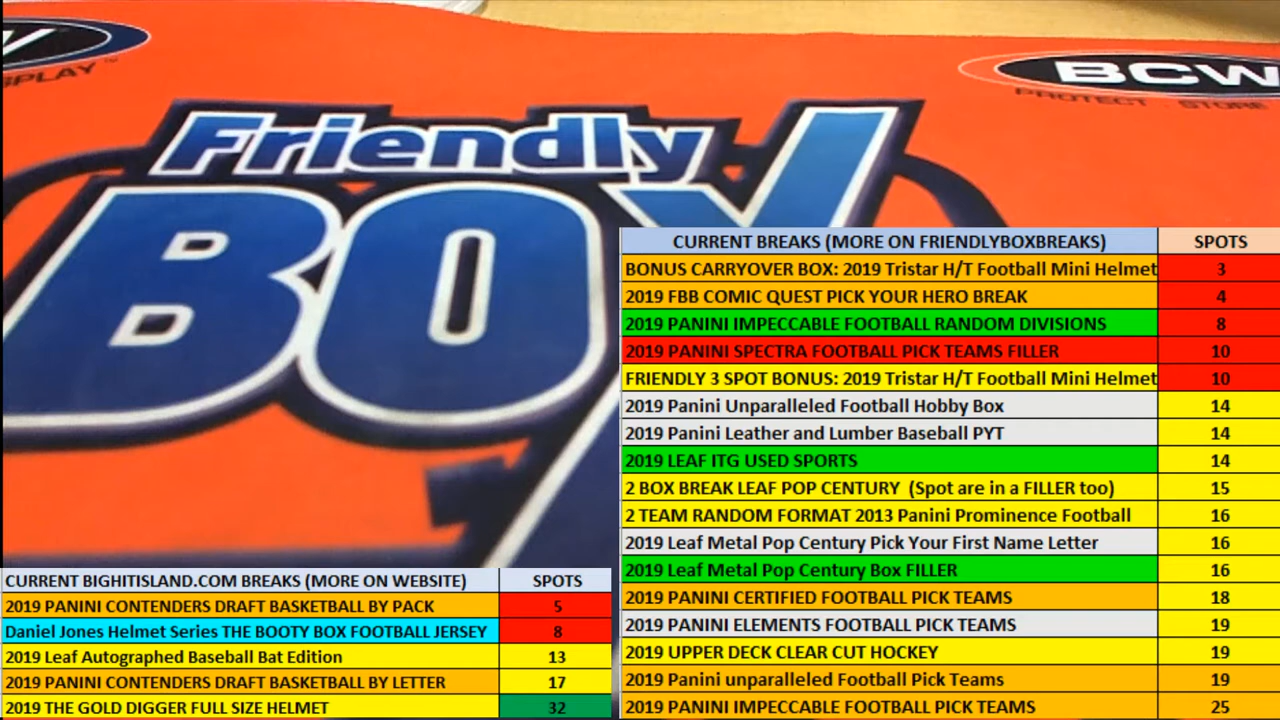 SPLAY
BCW
PROTECT STORE
Friendly
BOX
CURRENT BREAKS (MORE ON FRIENDLYBOXBREAKS) SPOTS
BONUS CARRYOVER BOX: 2019 Tristar H/T Football Mini Helmet 3
2019 FBB COMIC QUEST PICK YOUR HERO BREAK 4
2019 PANINI IMPECCABLE FOOTBALL RANDOM DIVISIONS 8
2019 PANINI SPECTRA FOOTBALL PICK TEAMS FILLER 10
FRIENDLY 3 SPOT BONUS: 2019 Tristar H/T Football Mini Helmet 10
2019 Panini Unparalleled Football Hobby Box 14
2019 Panini Leather and Lumber Baseball PYT 14
2019 LEAF ITG USED SPORTS 14
2 BOX BREAK LEAF POP CENTURY (Spot are in a FILLER too) 15
2 TEAM RANDOM FORMAT 2013 Panini Prominence Football 16
2019 Leaf Metal Pop Century Pick Your First Name Letter 16
2019 Leaf Metal Pop Century Box FILLER 16
2019 PANINI CERTIFIED FOOTBALL PICK TEAMS 18
2019 PANINI ELEMENTS FOOTBALL PICK TEAMS 19
2019 UPPER DECK CLEAR CUT HOCKEY 19
2019 Panini unparalleled Football Pick Teams 19
2019 PANINI IMPECCABLE FOOTBALL PICK TEAMS 25
CURRENT BIGHITISLAND.COM BREAKS (MORE ON WEBSITE) SPOTS
2019 PANINI CONTENDERS DRAFT BASKETBALL BY PACK 5
Daniel Jones Helmet Series THE BOOTY BOX FOOTBALL JERSEY 8
2019 Leaf Autographed Baseball Bat Edition 13
2019 PANINI CONTENDERS DRAFT BASKETBALL BY LETTER 17
2019 THE GOLD DIGGER FULL SIZE HELMET 32